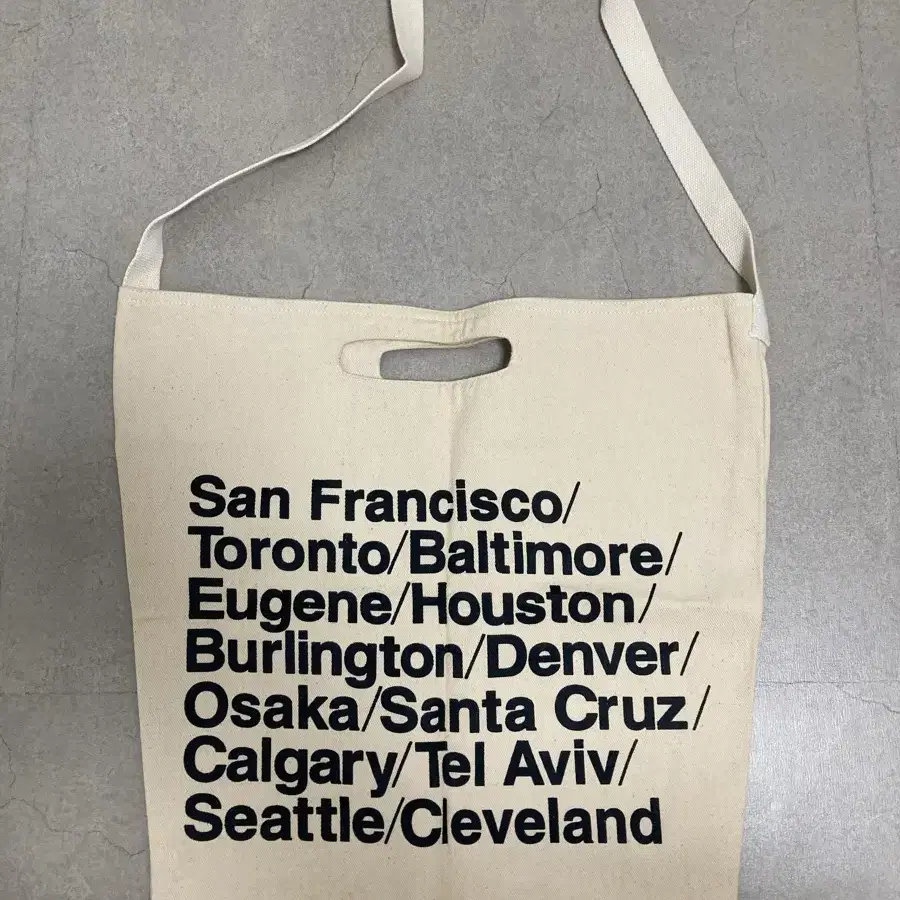 San Francisco/
Toronto/Baltimore/
Eugene/Houston/
Burlington/Denver/
Osaka/Santa Cruz/
Calgary/Tel Aviv/
Seattle/Cleveland